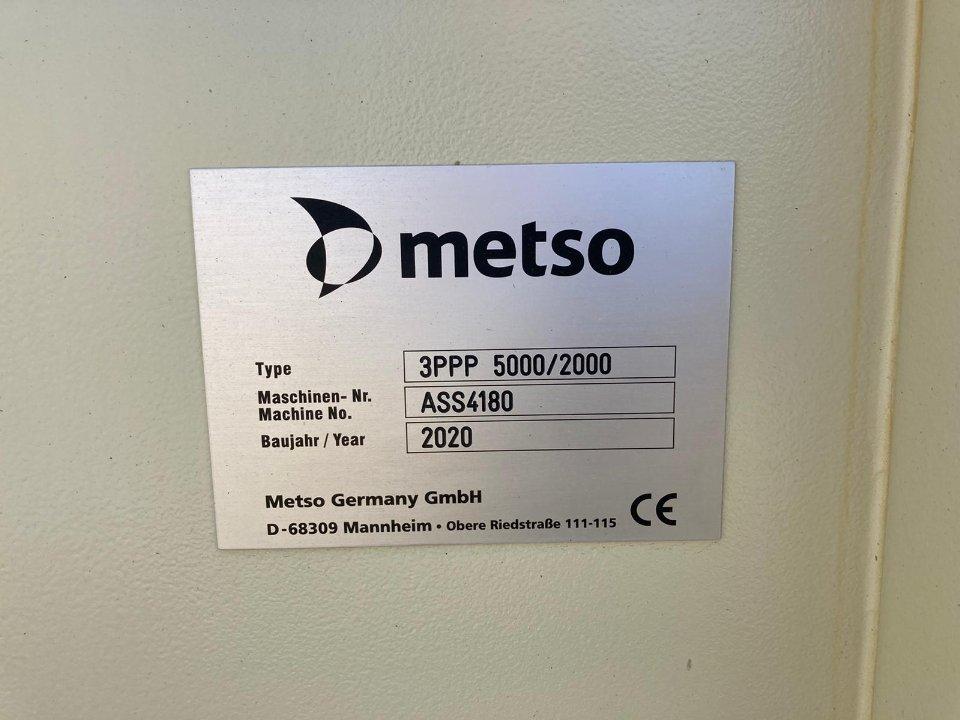 metso
Type 3PPP 5000/2000
Maschinen- Nr.
Machine No. ASS4180
Baujahr / Year 2020
Metso Germany GmbH
D-68309 Mannheim • Obere Riedstraße 111-115 CE